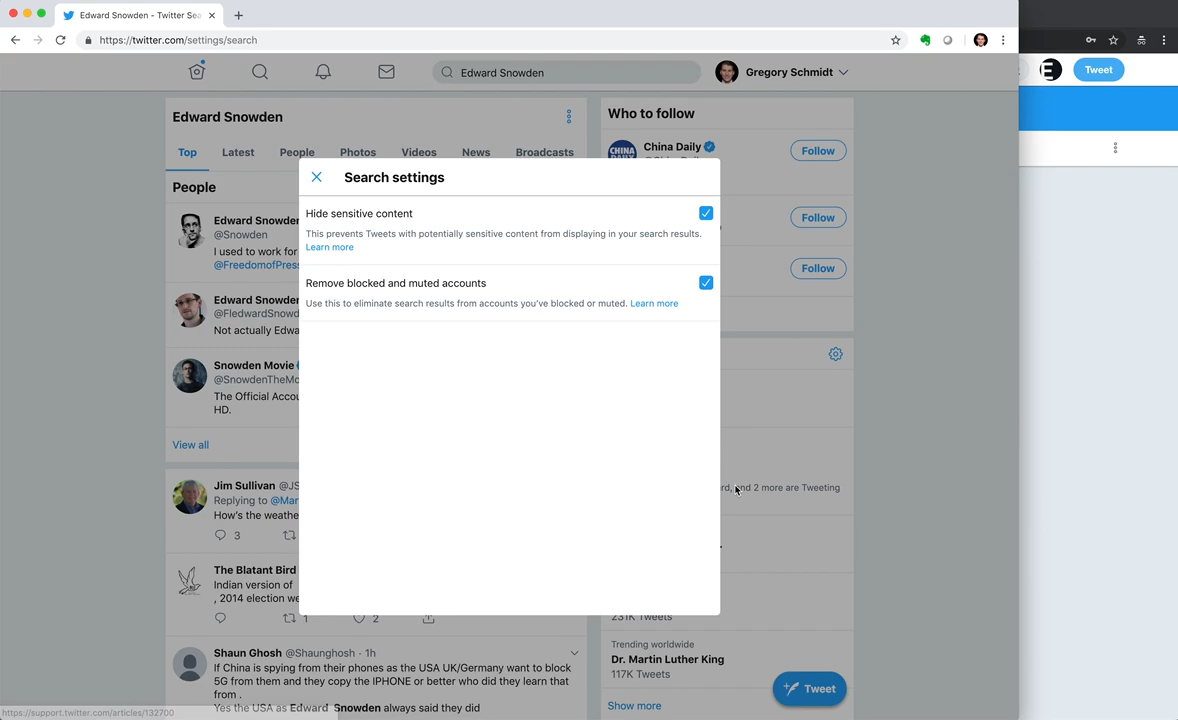 Edward Snowden - Twitter Sea
https://twitter.com/settings/search
Edward Snowden
Gregory Schmidt
Tweet
Edward Snowden
Top
Latest
People
Photos
Videos
News
Broadcasts
People
Edward Snowden
@Snowden
I used to work for
@FreedomofPress
Edward Snowden
@FledwardSnowd
Not actually Edwa
Snowden Movie
@SnowdenTheMo
The Official Accou
HD.
View all
Jim Sullivan @JS
Replying to @Mar
How's the weathe
3
The Blatant Bird
Indian version of
, 2014 election we
1
2
Shaun Ghosh @Shaunghosh · 1h
If China is spying from their phones as the USA UK/Germany want to block
5G from them and they copy the IPHONE or better who did they learn that
from .
Yes the USA as Edward Snowden always said they did
Search settings
Hide sensitive content
This prevents Tweets with potentially sensitive content from displaying in your search results.
Learn more
Remove blocked and muted accounts
Use this to eliminate search results from accounts you've blocked or muted. Learn more
Who to follow
China Daily
CHINA
DAILY
Follow
Follow
Follow
rd, and 2 more are Tweeting
231K Tweets
Trending worldwide
Dr. Martin Luther King
117K Tweets
Show more
Tweet
https://support.twitter.com/articles/132700